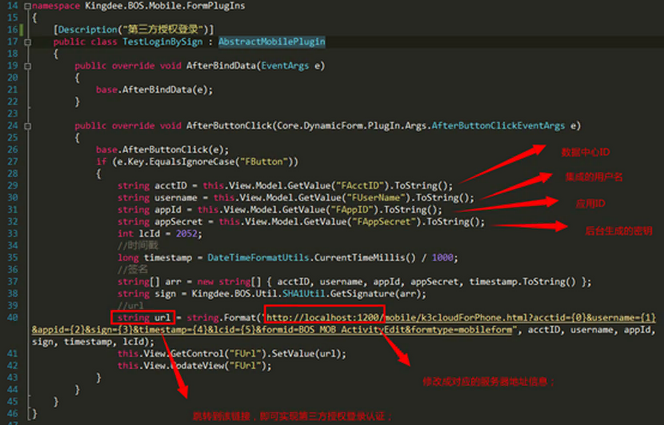 14 namespace Kingdee.BOS.Mobile.FormPlugIns
15 {
16 [Description("第三方授权登录")]
17 public class TestLoginBySign : AbstractMobilePlugin
18 {
19 public override void AfterBindData(EventArgs e)
20 {
21 base.AfterBindData(e);
22 }
23
24 public override void AfterButtonClick(Core.DynamicForm.PlugIn.Args.AfterButtonClickEventArgs e)
25 {
26 base.AfterButtonClick(e);
27 if (e.Key.EqualsIgnoreCase("FButton"))
28 {
29 string acctID = this.View.Model.GetValue("FAcctID").ToString();
30 string username = this.View.Model.GetValue("FUserName").ToString();
31 string appId = this.View.Model.GetValue("FAppID").ToString();
32 string appSecret = this.View.Model.GetValue("FAppSecret").ToString();
33 int lcId = 2052;
34 //时间戳
35 long timestamp = DateTimeFormatUtils.CurrentTimeMillis() / 1000;
36 //签名
37 string[] arr = new string[] { acctID, username, appId, appSecret, timestamp.ToString() };
38 string sign = Kingdee.BOS.Util.SHA1Util.GetSignature(arr);
39 //url
40 string url = string.Format("http://localhost:1200/mobile/k3cloudForPhone.html?acctid={0}&username={1}
&appid={2}&sign={3}&timestamp={4}&lcid={5}&formid=BOS_MOB_ActivityEdit&formtype=mobileform", acctID, username, appId,
sign, timestamp, lcId);
41 this.View.GetControl("FUrl").SetValue(url);
42 this.View.UpdateView("FUrl");
43 }
44 }
45 }
46 }
数据中心ID
集成的用户名
应用ID
后台生成的密钥
修改成对应的服务器地址信息；
跳转到该链接，即可实现第三方授权登录认证；